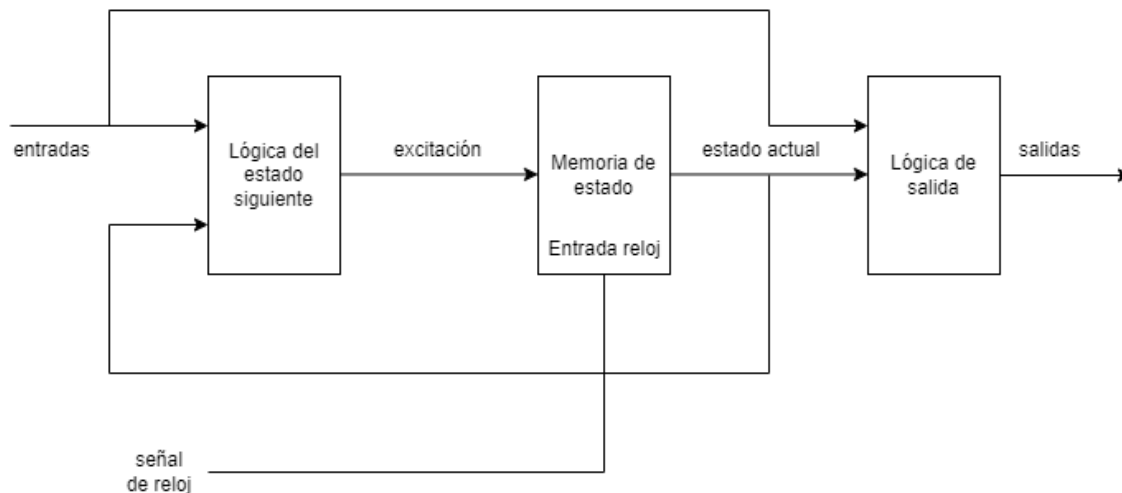 entradas
Lógica del
estado
siguiente
excitación
Memoria de
estado
Entrada reloj
estado actual
Lógica de
salida
salidas
señal
de reloj